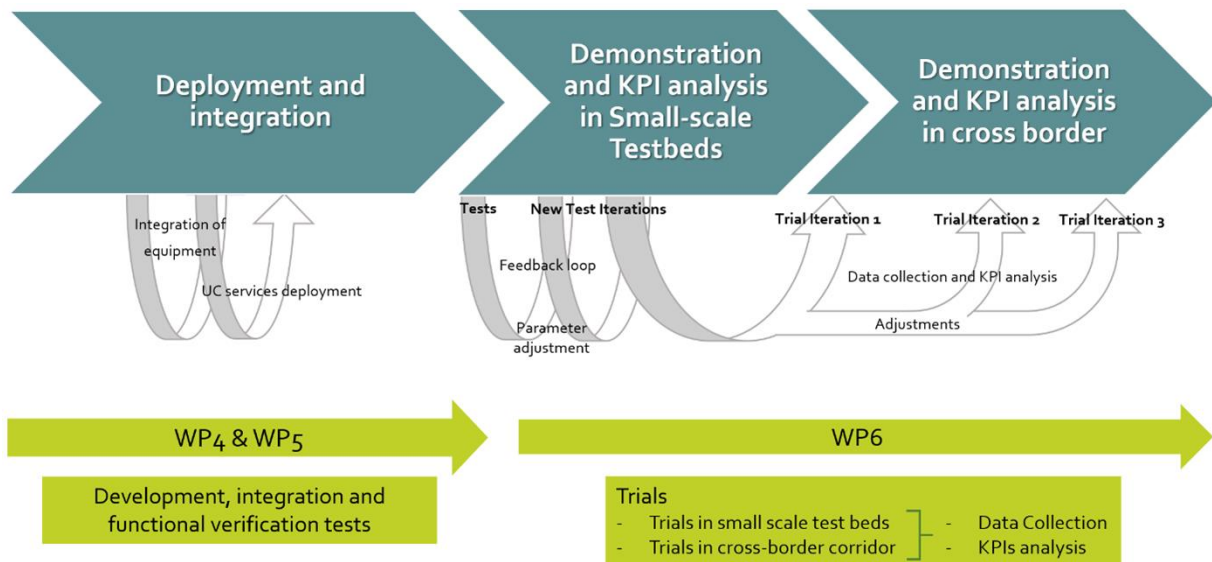 Deployment and
integration
Demonstration
and KPI analysis
in Small-scale
Testbeds
Demonstration
and KPI analysis
in cross border
Integration of
equipment
UC services deployment
Tests
New Test Iterations
Feedback loop
Parameter
adjustment
Trial Iteration 1
Trial Iteration 2
Trial Iteration 3
Data collection and KPI analysis
Adjustments
WP4 & WP5
WP6
Development, integration and
functional verification tests
Trials
- Trials in small scale test beds
- Trials in cross-border corridor
- Data Collection
- KPIs analysis